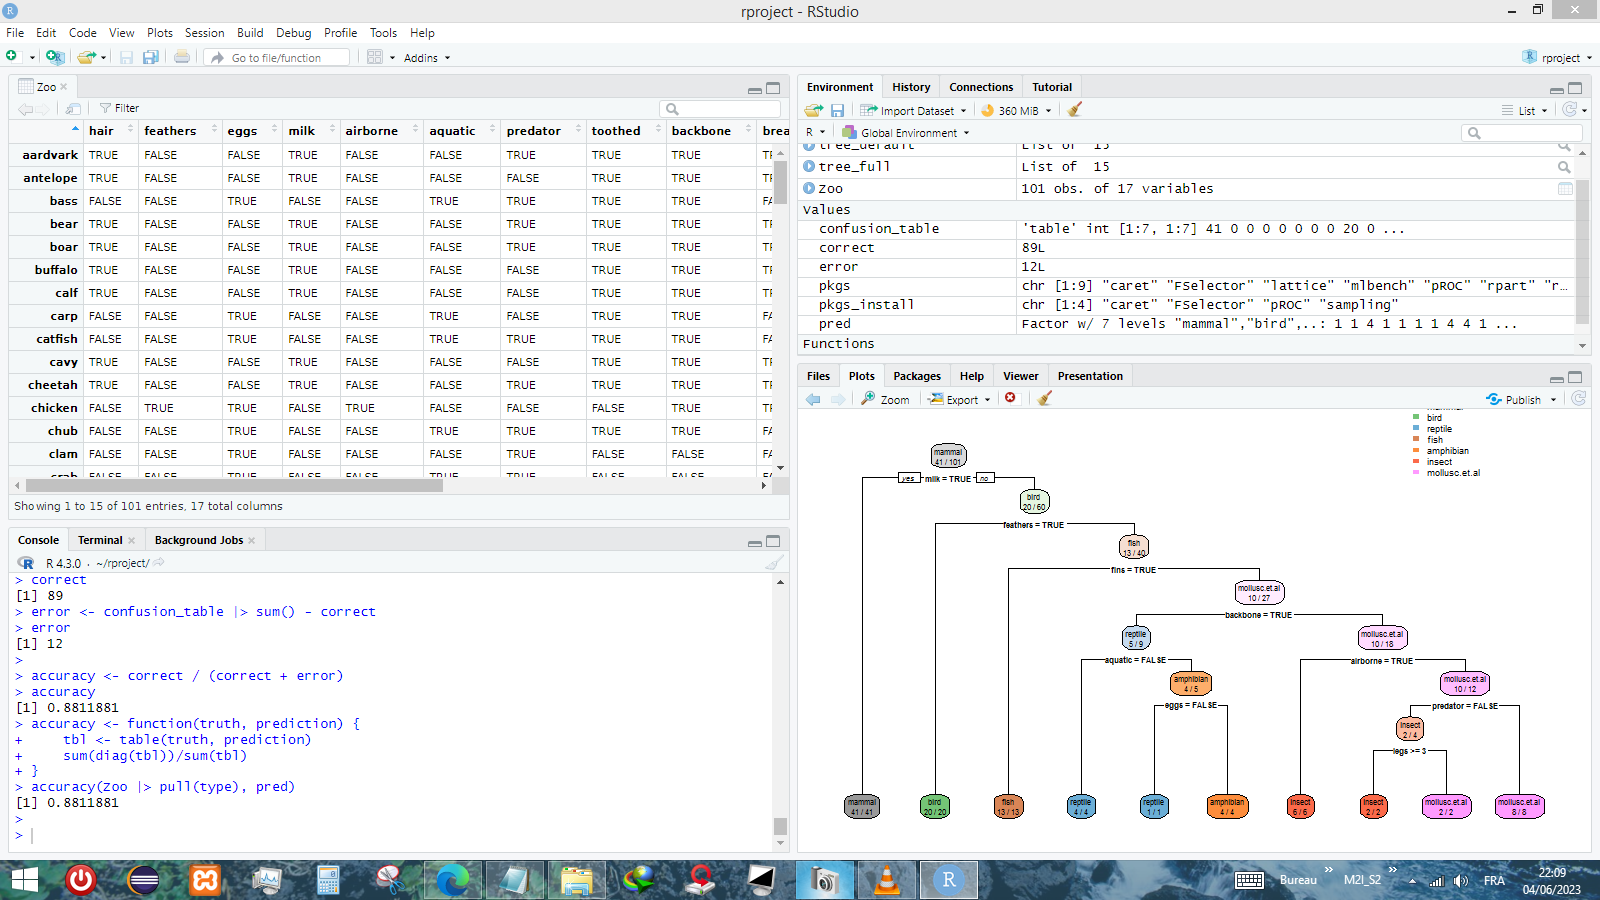 rproject - RStudio
File Edit Code View Plots Session Build Debug Profile Tools Help
Go to file/function Addins rproject
Zoo
Filter
hair feathers eggs milk airborne aquatic predator toothed backbone brea
aardvark TRUE FALSE FALSE TRUE FALSE FALSE TRUE TRUE TRUE
antelope TRUE FALSE FALSE TRUE FALSE FALSE FALSE TRUE TRUE
bass FALSE FALSE TRUE FALSE FALSE TRUE TRUE TRUE TRUE
bear TRUE FALSE FALSE TRUE FALSE FALSE TRUE TRUE TRUE
boar TRUE FALSE FALSE TRUE FALSE FALSE TRUE TRUE TRUE
buffalo TRUE FALSE FALSE TRUE FALSE FALSE FALSE TRUE TRUE
calf TRUE FALSE FALSE TRUE FALSE FALSE FALSE TRUE TRUE
carp FALSE FALSE TRUE FALSE FALSE TRUE FALSE TRUE TRUE
catfish FALSE FALSE TRUE FALSE FALSE TRUE TRUE TRUE TRUE
cavy TRUE FALSE FALSE TRUE FALSE FALSE FALSE TRUE TRUE
cheetah TRUE FALSE FALSE TRUE FALSE FALSE TRUE TRUE TRUE
chicken FALSE TRUE TRUE FALSE TRUE FALSE FALSE FALSE TRUE
chub FALSE FALSE TRUE FALSE FALSE TRUE TRUE TRUE TRUE
clam FALSE FALSE TRUE FALSE FALSE FALSE TRUE FALSE FALSE
crab FALSE FALSE TRUE FALSE FALSE TRUE TRUE FALSE FALSE
Showing 1 to 15 of 101 entries, 17 total columns
Console Terminal Background Jobs
R 4.3.0 · ~/rproject/
> correct
[1] 89
> error <- confusion_table |> sum() - correct
> error
[1] 12
>
> accuracy <- correct / (correct + error)
> accuracy
[1] 0.8811881
> accuracy <- function(truth, prediction) {
+ tbl <- table(truth, prediction)
+ sum(diag(tbl))/sum(tbl)
+ }
> accuracy(Zoo |> pull(type), pred)
[1] 0.8811881
>
>
Environment History Connections Tutorial
Import Dataset 360 MiB List
R Global Environment
tree_default List of 15
tree_full List of 15
Zoo 101 obs. of 17 variables
Values
confusion_table 'table' int [1:7, 1:7] 41 0 0 0 0 0 0 0 20 0 ...
correct 89L
error 12L
pkgs chr [1:9] "caret" "FSelector" "lattice" "mlbench" "pROC" "rpart" "r...
pkgs_install chr [1:4] "caret" "FSelector" "pROC" "sampling"
pred Factor w/ 7 levels "mammal","bird",..: 1 1 4 1 1 1 1 4 4 1 ...
Functions
Files Plots Packages Help Viewer Presentation
Zoom Export Publish
mammal
bird
reptile
fish
amphibian
insect
mollusc.et.al
mammal
41 / 101
yes milk = TRUE no
bird
20 / 60
feathers = TRUE
fish
13 / 40
fins = TRUE
mollusc.et.al
10 / 27
backbone = TRUE
reptile
5 / 9
mollusc.et.al
10 / 18
aquatic = FALSE
airborne = TRUE
amphibian
4 / 5
mollusc.et.al
10 / 12
eggs = FALSE
predator = FALSE
insect
2 / 4
legs >= 3
mammal
41 / 41
bird
20 / 20
fish
13 / 13
reptile
4 / 4
reptile
1 / 1
amphibian
4 / 4
insect
6 / 6
insect
2 / 2
mollusc.et.al
2 / 2
mollusc.et.al
8 / 8
Bureau M2I_S2 FRA
22:09
04/06/2023